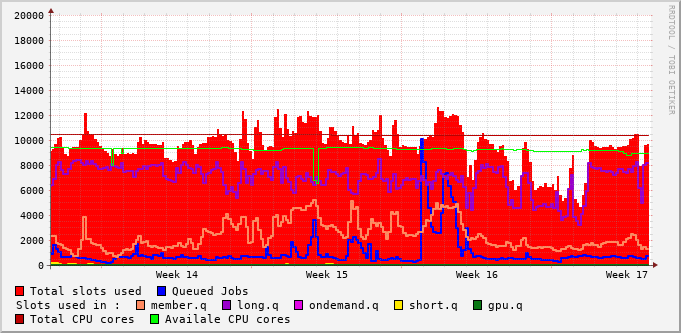 20000
18000
16000
14000
12000
10000
8000
6000
4000
2000
0
Week 14 Week 15 Week 16 Week 17
RRDTOOL / TOBI OETIKER
Total slots used Queued Jobs
Slots used in : member.q long.q ondemand.q short.q gpu.q
Total CPU cores Availale CPU cores